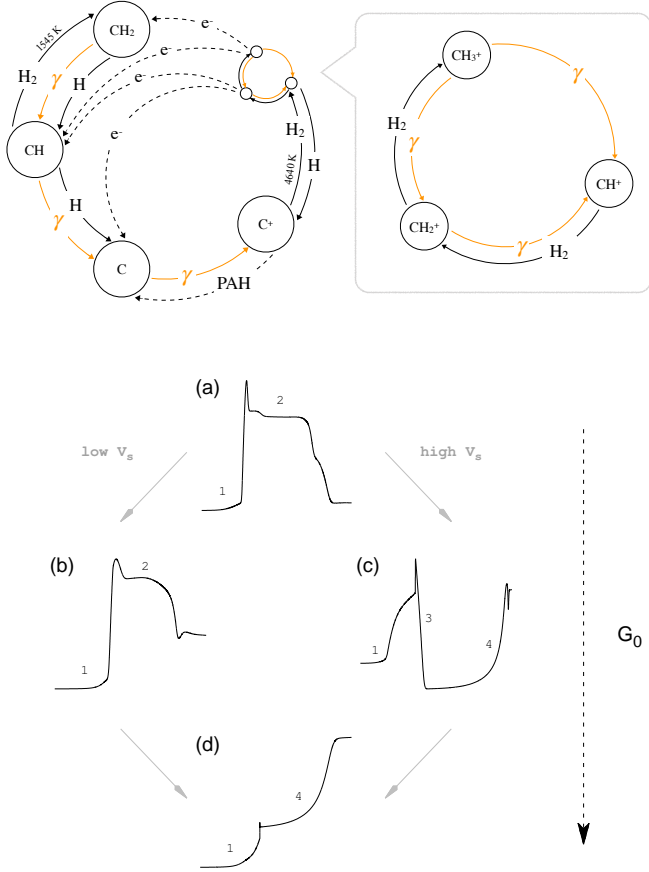 CH₂
e⁻
1545 K
γ
e⁻
H₂
H
e⁻
CH
e⁻
H
γ
C
γ
PAH
C⁺
4640 K
H₂
H
CH₃⁺
γ
H₂
γ
CH⁺
CH₂⁺
γ
H₂
(a)
2
low Vₛ
high Vₛ
1
(b)
2
1
(c)
3
1
4
G₀
(d)
4
1